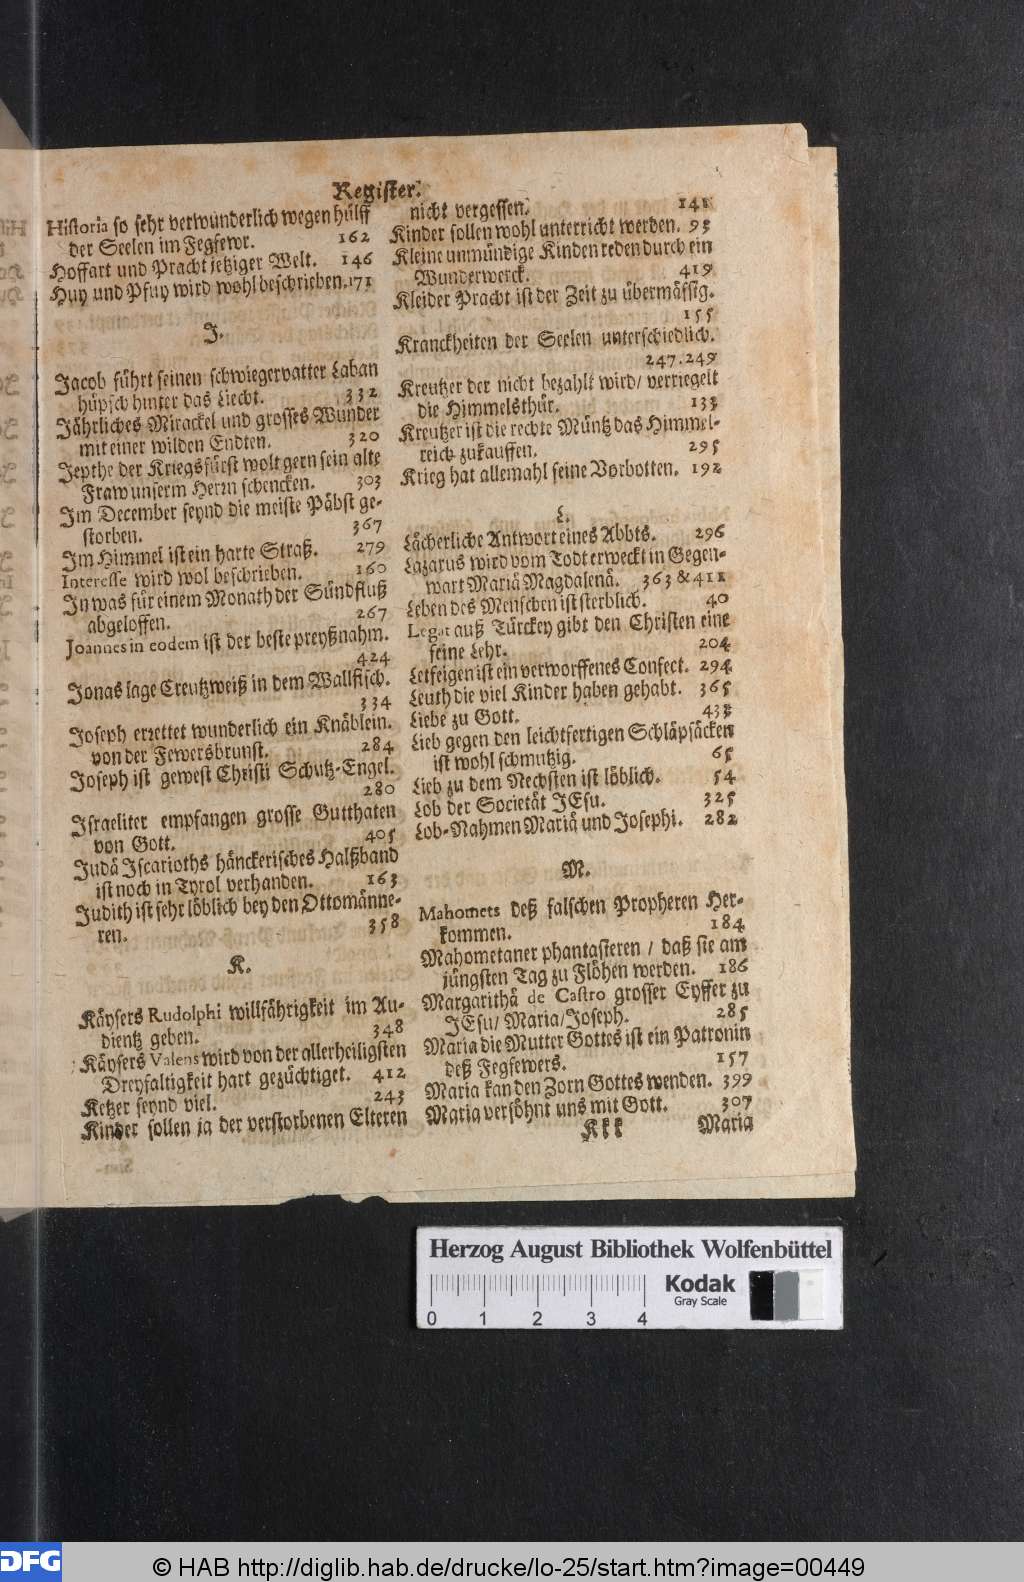 Register.
Historia so sehr verwunderlich wegen hülff
der Seelen im Fegfewr. 162
Hoffart und Pracht jetziger Welt. 146
Huy und Pfuy wird wohl beschrieben. 171
J.
Jacob führt seinen schwiegervatter Laban
hüpsch hinter das Liecht. 332
Jährliches Mirackel und grosses Wunder
mit einer wilden Endten. 320
Jepthe der Kriegsfürst wolt gern sein alte
Fraw unserm Herrn schencken. 303
Im December seynd die meiste Päbst ge-
storben. 367
Im Himmel ist ein harte Straß. 279
Interesse wird wol beschrieben. 160
In was für einem Monath der Sündfluß
abgeloffen. 267
Joannes in eodem ist der beste preyßnahm.
424
Jonas lage Creutzweiß in dem Wallfisch.
334
Joseph errettet wunderlich ein Knäblein.
von der Fewersbrunst. 284
Joseph ist gewest Christi Schutz-Engel.
280
Israeliter empfangen grosse Gutthaten
von Gott. 405
Judä Iscarioths hänckerisches Halßband
ist noch in Tyrol verhanden. 163
Judith ist sehr löblich bey den Ottomänne-
ren. 358
K.
Käysers Rudolphi willfährigkeit im Au-
dientz geben. 348
Käysers Valens wird von der allerheiligsten
Dreyfaltigkeit hart gezüchtiget. 412
Ketzer seynd viel. 243
Kinder sollen ja der verstorbenen Elteren
nicht vergessen. 141
Kinder sollen wohl unterricht werden. 95
Kleine unmündige Kinden reden durch ein
Wunderwerck. 419
Kleider Pracht ist der Zeit zu übermässig.
155
Kranckheiten der Seelen unterschiedlich.
247. 249
Kreutzer der nicht bezahlt wird/ verriegelt
die Himmelsthür. 133
Kreutzer ist die rechte Müntz das Himmel-
reich zukauffen. 295
Krieg hat allemahl seine Vorbotten. 192
L.
Lächerliche Antwort eines Abbts. 296
Lazarus wird vom Todt erweckt in Gegen-
wart Mariä Magdalenä. 363 & 411
Leben des Menschen ist sterblich. 40
Legat auß Türckey gibt den Christen eine
feine Lehr. 204
Letfeigen ist ein verworffenes Confect. 294
Leuth die viel Kinder haben gehabt. 365
Liebe zu Gott. 433
Lieb gegen den leichtfertigen Schläpsäcken
ist wohl schmutzig. 65
Lieb zu dem Nechsten ist löblich. 54
Lob der Societät JEsu. 325
Lob-Nahmen Mariä und Josephi. 282
M.
Mahomets deß falschen Propheren Her-
kommen. 184
Mahometaner phantasieren / daß sie am
jüngsten Tag zu Flöhen werden. 186
Margarithä de Castro grosser Eyffer zu
JEsu/ Maria/ Joseph. 285
Maria die Mutter Gottes ist ein Patronin
deß Fegfewers. 157
Maria kan den Zorn Gottes wenden. 399
Maria versöhnt uns mit Gott. 307
Kkk Maria
Herzog August Bibliothek Wolfenbüttel
Kodak
Gray Scale
0 1 2 3 4
DFG
© HAB http://diglib.hab.de/drucke/lo-25/start.htm?image=00449